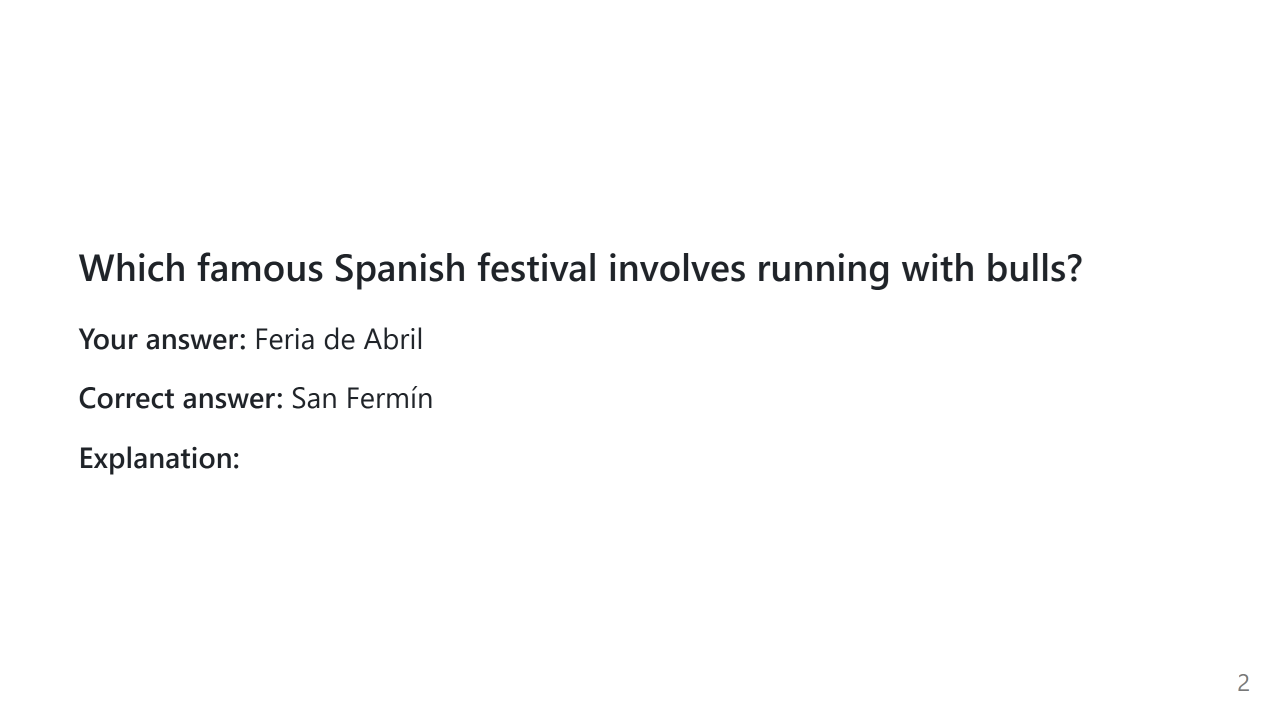 Which famous Spanish festival involves running with bulls?
Your answer: Feria de Abril
Correct answer: San Fermín
Explanation:
2